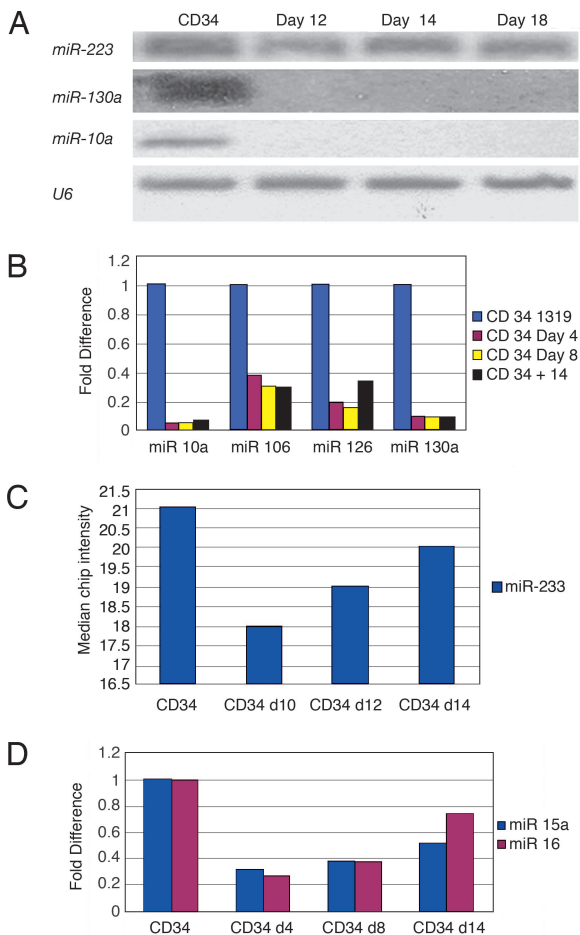 A
CD34 Day 12 Day 14 Day 18
miR-223
miR-130a
miR-10a
U6
B
Fold Difference
1.2
1
0.8
0.6
0.4
0.2
0
miR 10a miR 106 miR 126 miR 130a
CD 34 1319
CD 34 Day 4
CD 34 Day 8
CD 34 + 14
C
Median chip intensity
21.5
21
20.5
20
19.5
19
18.5
18
17.5
17
16.5
CD34 CD34 d10 CD34 d12 CD34 d14
miR-233
D
Fold Difference
1.2
1
0.8
0.6
0.4
0.2
0
CD34 CD34 d4 CD34 d8 CD34 d14
miR 15a
miR 16